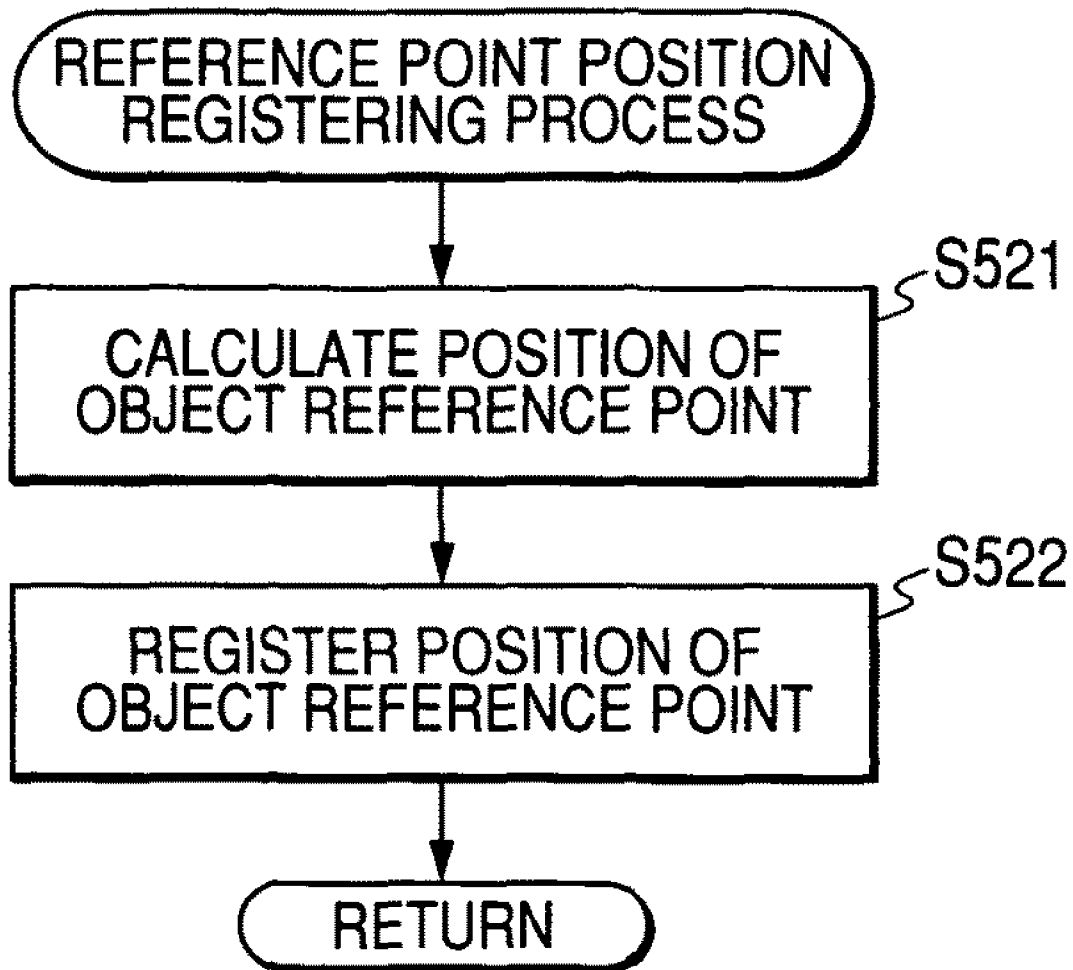 REFERENCE POINT POSITION
REGISTERING PROCESS
S521
CALCULATE POSITION OF
OBJECT REFERENCE POINT
S522
REGISTER POSITION OF
OBJECT REFERENCE POINT
RETURN